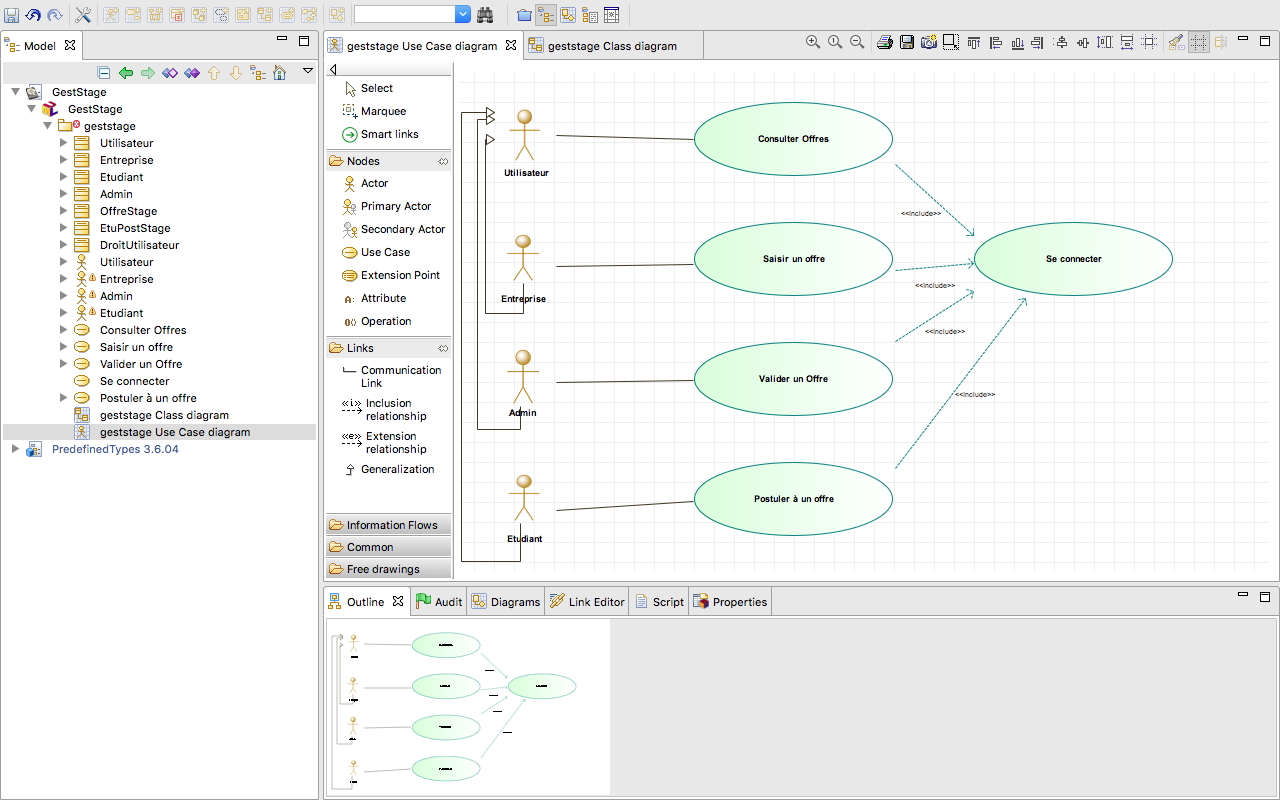 Model
GestStage
GestStage
geststage
Utilisateur
Entreprise
Etudiant
Admin
OffreStage
EtuPostStage
DroitUtilisateur
Utilisateur
Entreprise
Admin
Etudiant
Consulter Offres
Saisir un offre
Valider un Offre
Se connecter
Postuler à un offre
geststage Class diagram
geststage Use Case diagram
PredefinedTypes 3.6.04
geststage Use Case diagram
geststage Class diagram
Select
Marquee
Smart links
Nodes
Actor
Primary Actor
Secondary Actor
Use Case
Extension Point
Attribute
Operation
Links
Communication
Link
Inclusion
relationship
Extension
relationship
Generalization
Information Flows
Common
Free drawings
Utilisateur
Consulter Offres
<<include>>
Entreprise
Saisir un offre
Se connecter
<<include>>
<<include>>
Admin
Valider un Offre
<<include>>
Etudiant
Postuler à un offre
Outline
Audit
Diagrams
Link Editor
Script
Properties